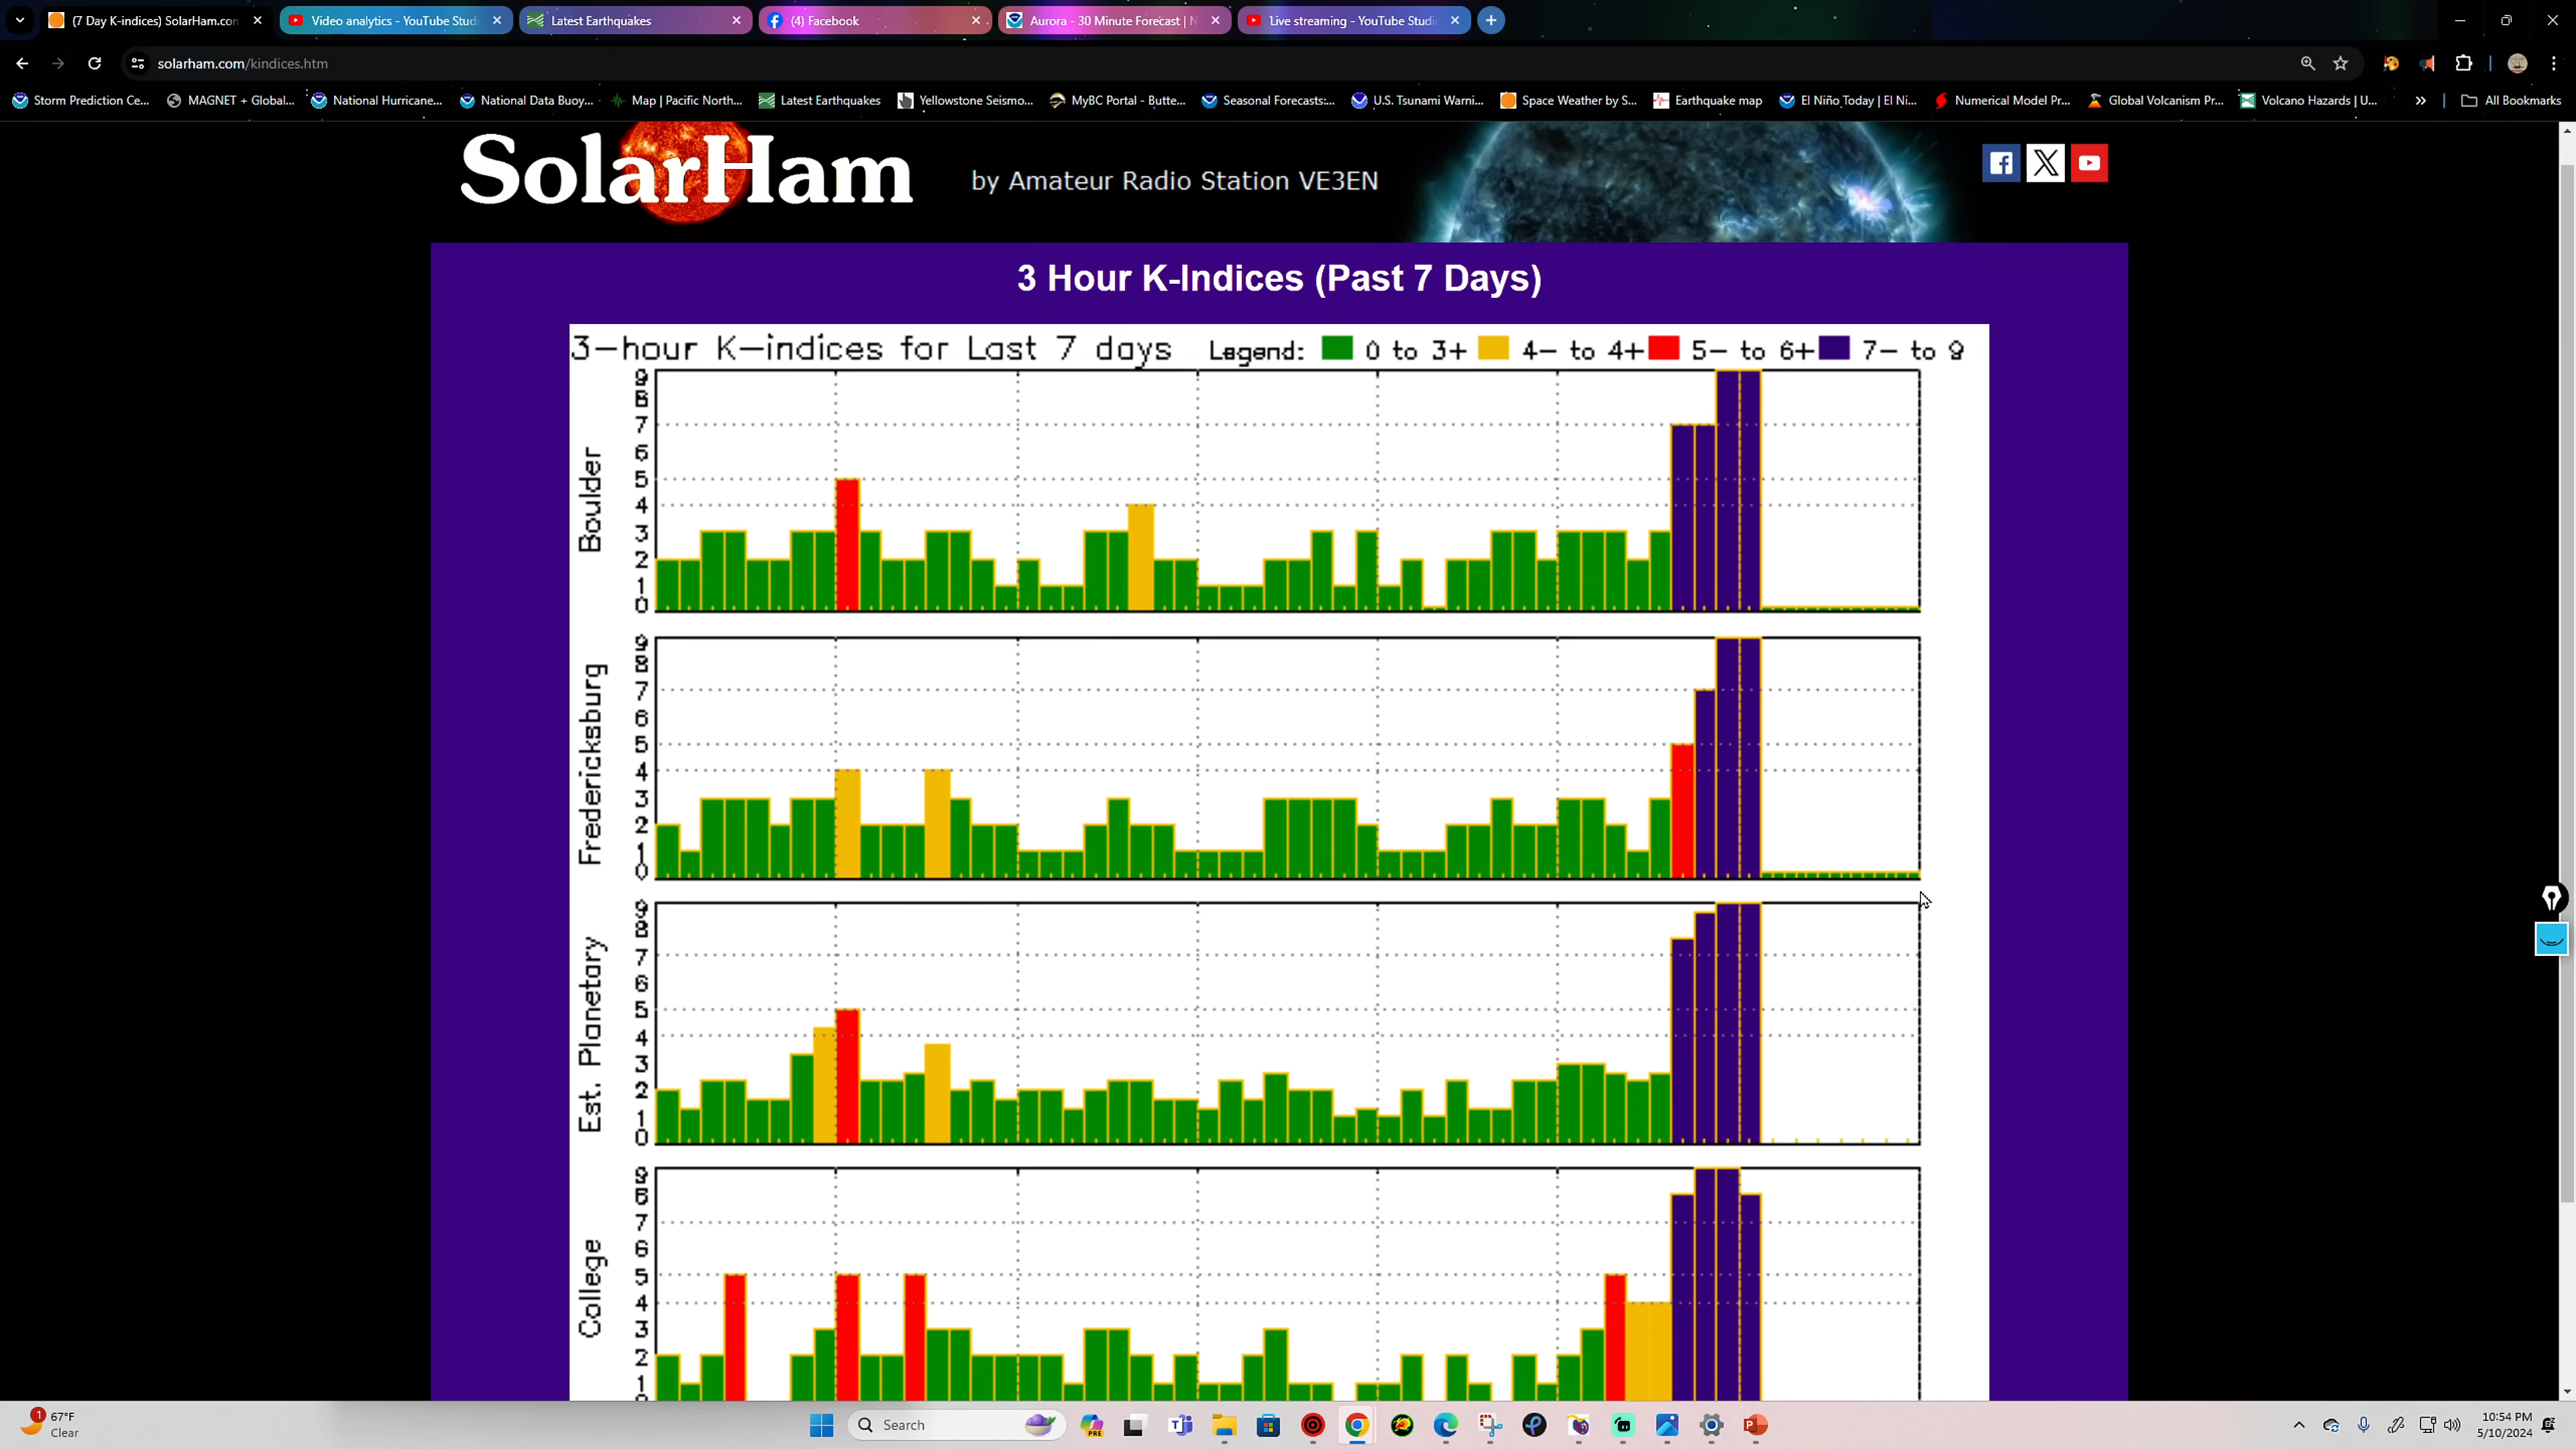 (7 Day K-indices) SolarHam.con
Video analytics - YouTube Studi
Latest Earthquakes
(4) Facebook
Aurora - 30 Minute Forecast | N
Live streaming - YouTube Studi
solarham.com/kindices.htm
Storm Prediction Ce...
MAGNET + Global...
National Hurricane...
National Data Buoy...
Map | Pacific North...
Latest Earthquakes
Yellowstone Seismo...
MyBC Portal - Butte...
Seasonal Forecasts:...
U.S. Tsunami Warni...
Space Weather by S...
Earthquake map
El Niño Today | El Ni...
Numerical Model Pr...
Global Volcanism Pr...
Volcano Hazards | U...
All Bookmarks
SolarHam
by Amateur Radio Station VE3EN
3 Hour K-Indices (Past 7 Days)
3-hour K-indices for Last 7 days
Legend:
0 to 3+
4- to 4+
5- to 6+
7- to 9
Boulder
9
8
7
6
5
4
3
2
1
0
Fredericksburg
9
8
7
6
5
4
3
2
1
0
Est. Planetary
9
8
7
6
5
4
3
2
1
0
College
9
8
7
6
5
4
3
2
1
1
67°F
Clear
Search
PRE
10:54 PM
5/10/2024